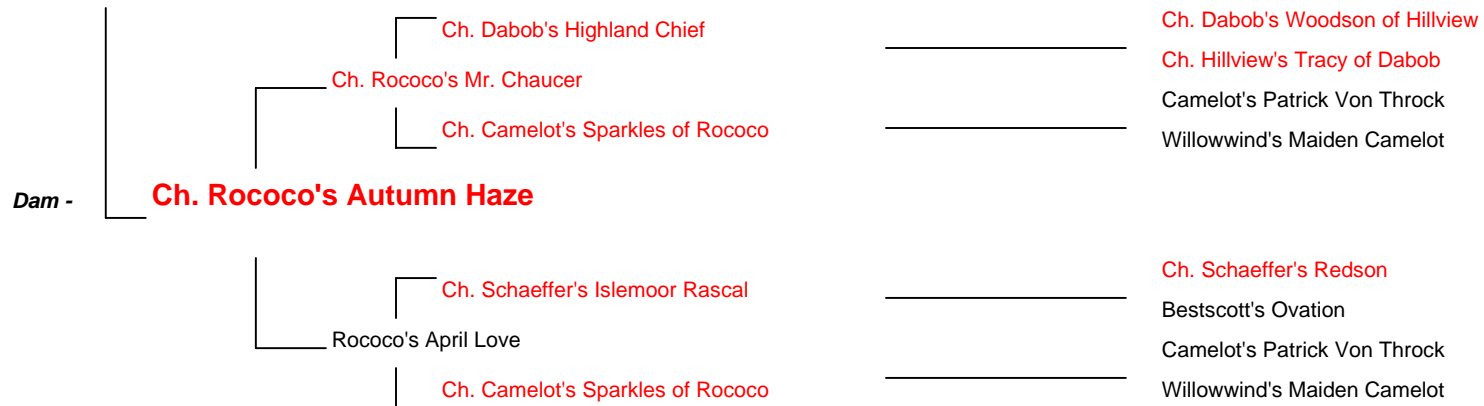 Ch. Dabob's Highland Chief
Ch. Dabob's Woodson of Hillview
Ch. Hillview's Tracy of Dabob
Ch. Rococo's Mr. Chaucer
Camelot's Patrick Von Throck
Ch. Camelot's Sparkles of Rococo
Willowwind's Maiden Camelot
Dam - Ch. Rococo's Autumn Haze
Ch. Schaeffer's Redson
Ch. Schaeffer's Islemoor Rascal
Bestscott's Ovation
Rococo's April Love
Camelot's Patrick Von Throck
Ch. Camelot's Sparkles of Rococo
Willowwind's Maiden Camelot